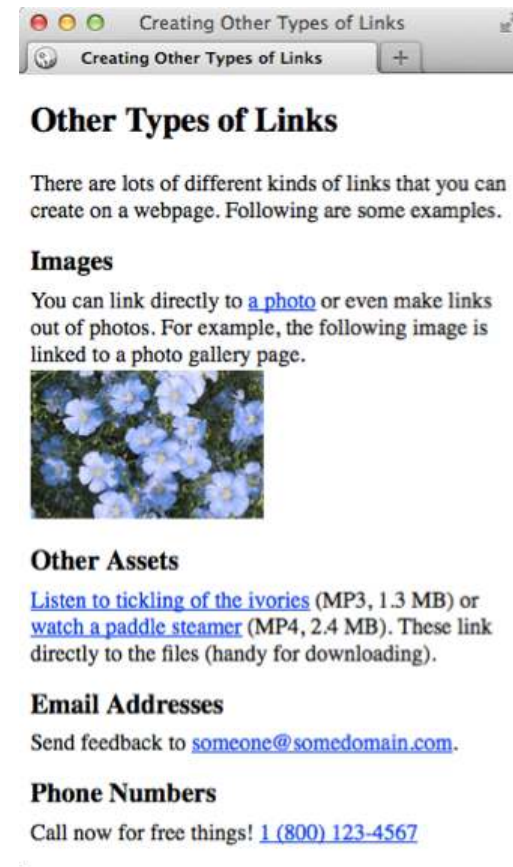 Creating Other Types of Links
Creating Other Types of Links
+
Other Types of Links
There are lots of different kinds of links that you can
create on a webpage. Following are some examples.
Images
You can link directly to a photo or even make links
out of photos. For example, the following image is
linked to a photo gallery page.
Other Assets
Listen to tickling of the ivories (MP3, 1.3 MB) or
watch a paddle steamer (MP4, 2.4 MB). These link
directly to the files (handy for downloading).
Email Addresses
Send feedback to someone@somedomain.com.
Phone Numbers
Call now for free things! 1 (800) 123-4567